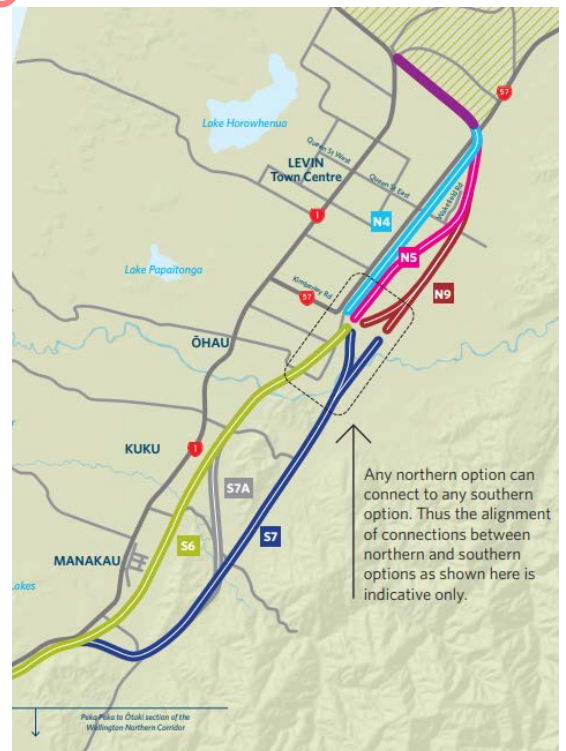 57
Lake Horowhenua
Queen St West
LEVIN
Town Centre
Queen St East
Wakefield Rd
1
N4
N5
Lake Papaitonga
Kimberley Rd
57
N9
ŌHAU
KUKU
1
S7A
Any northern option can
connect to any southern
option. Thus the alignment
of connections between
northern and southern
options as shown here is
indicative only.
S7
S6
MANAKAU
akes
Peka Peka to Ōtaki section of the
Wellington Northern Corridor